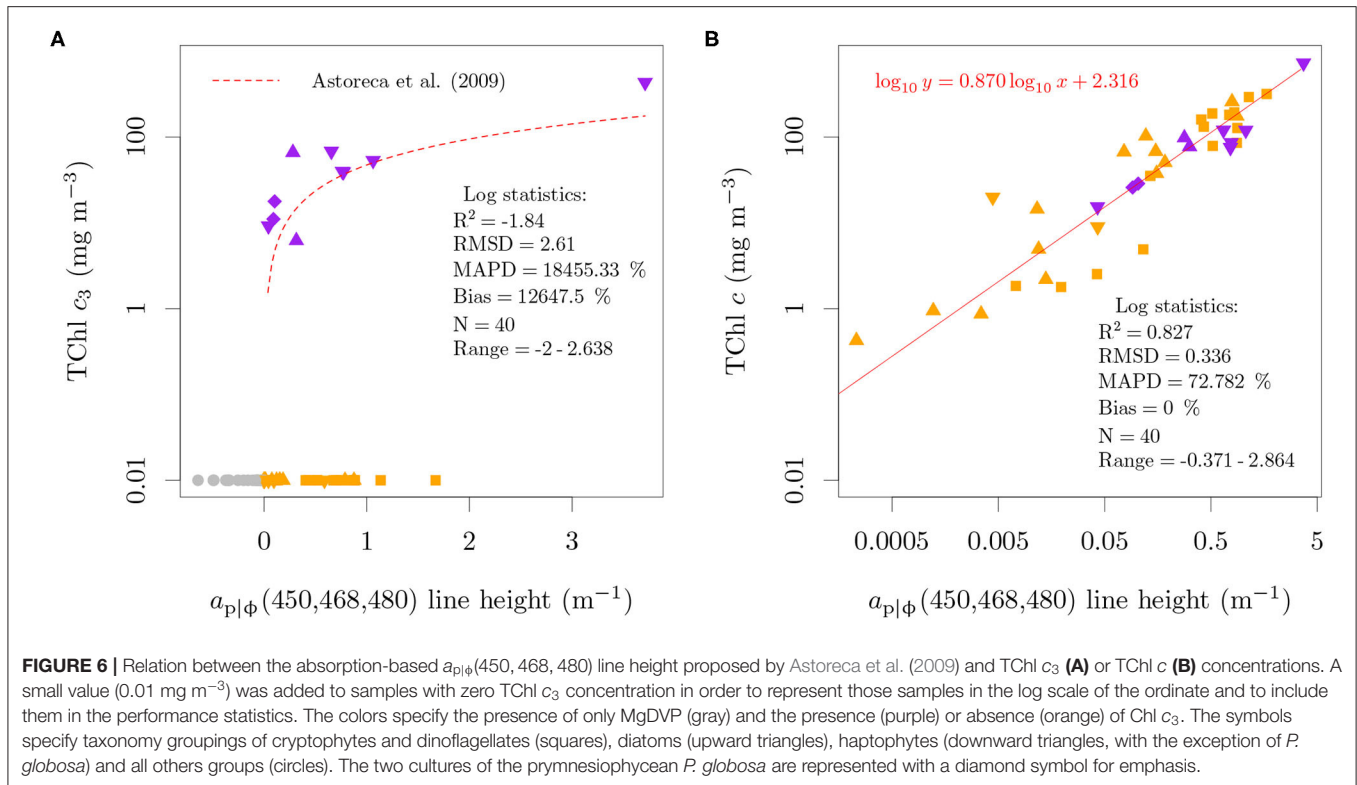 A
Astoreca et al. (2009)
TChl c₃ (mg m⁻³)
100
1
0.01
Log statistics:
R² = -1.84
RMSD = 2.61
MAPD = 18455.33 %
Bias = 12647.5 %
N = 40
Range = -2 - 2.638
0 1 2 3
aₚ|ᵩ(450,468,480) line height (m⁻¹)
B
log₁₀ y = 0.870 log₁₀ x + 2.316
TChl c (mg m⁻³)
100
1
0.01
Log statistics:
R² = 0.827
RMSD = 0.336
MAPD = 72.782 %
Bias = 0 %
N = 40
Range = -0.371 - 2.864
0.0005 0.005 0.05 0.5 5
aₚ|ᵩ(450,468,480) line height (m⁻¹)
FIGURE 6 | Relation between the absorption-based aₚ|ᵩ(450, 468, 480) line height proposed by Astoreca et al. (2009) and TChl c₃ (A) or TChl c (B) concentrations. A
small value (0.01 mg m⁻³) was added to samples with zero TChl c₃ concentration in order to represent those samples in the log scale of the ordinate and to include
them in the performance statistics. The colors specify the presence of only MgDVP (gray) and the presence (purple) or absence (orange) of Chl c₃. The symbols
specify taxonomy groupings of cryptophytes and dinoflagellates (squares), diatoms (upward triangles), haptophytes (downward triangles, with the exception of P.
globosa) and all others groups (circles). The two cultures of the prymnesiophycean P. globosa are represented with a diamond symbol for emphasis.